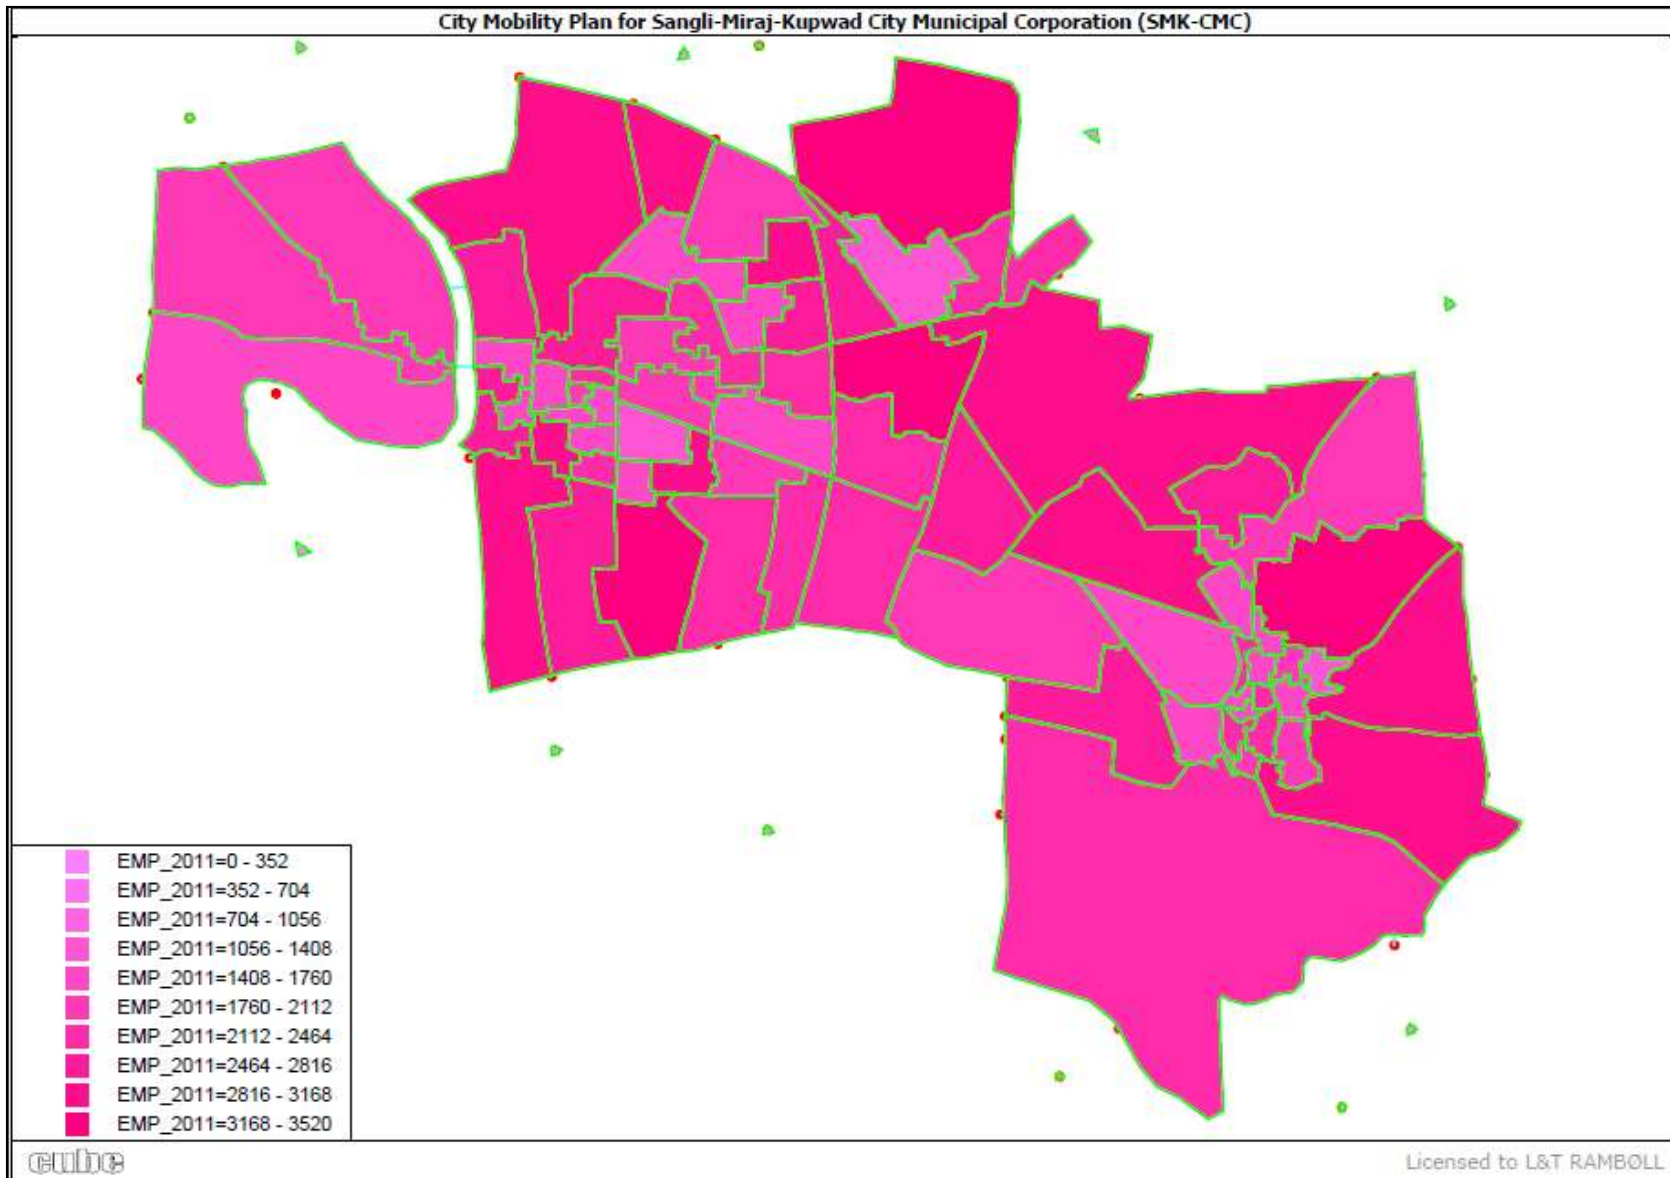 City Mobility Plan for Sangli-Miraj-Kupwad City Municipal Corporation (SMK-CMC)
EMP_2011=0 - 352
EMP_2011=352 - 704
EMP_2011=704 - 1056
EMP_2011=1056 - 1408
EMP_2011=1408 - 1760
EMP_2011=1760 - 2112
EMP_2011=2112 - 2464
EMP_2011=2464 - 2816
EMP_2011=2816 - 3168
EMP_2011=3168 - 3520
cube
Licensed to L&T RAMBØLL